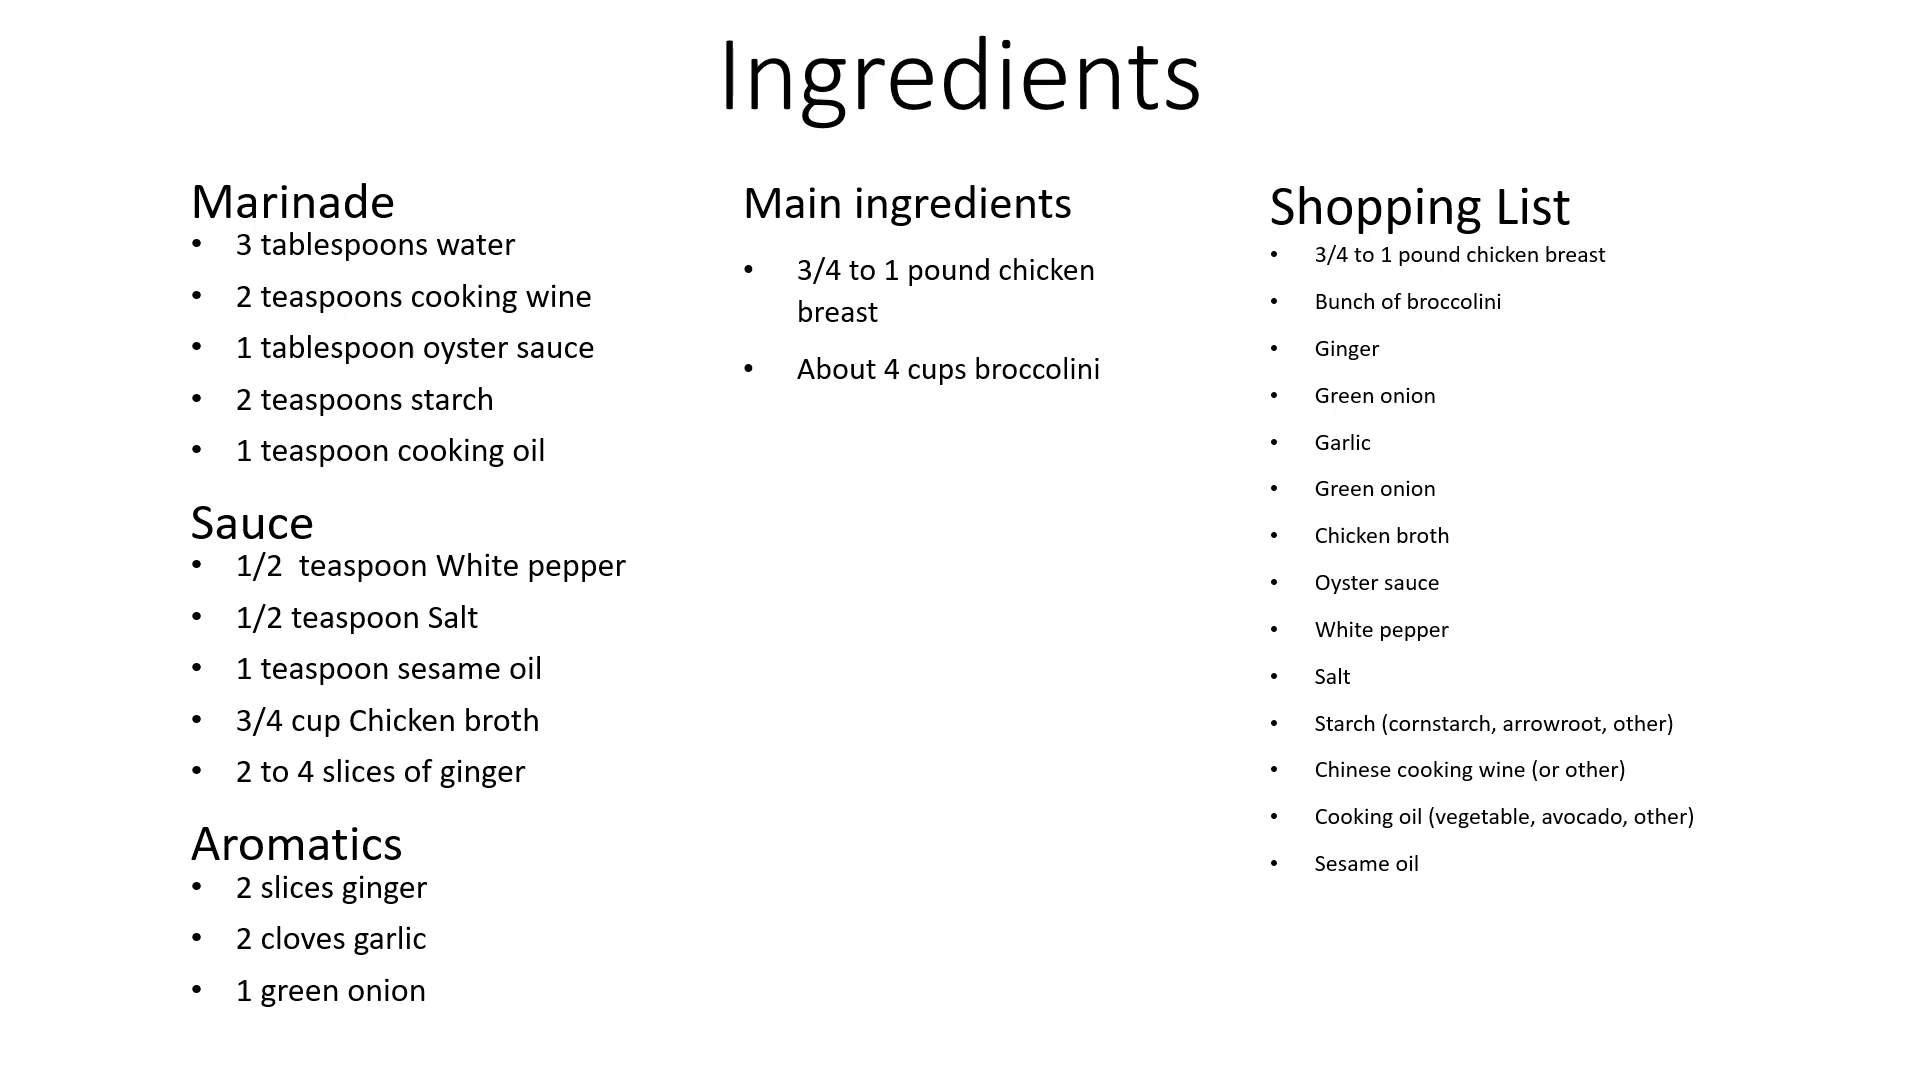 Ingredients
Marinade
• 3 tablespoons water
• 2 teaspoons cooking wine
• 1 tablespoon oyster sauce
• 2 teaspoons starch
• 1 teaspoon cooking oil
Sauce
• 1/2  teaspoon White pepper
• 1/2 teaspoon Salt
• 1 teaspoon sesame oil
• 3/4 cup Chicken broth
• 2 to 4 slices of ginger
Aromatics
• 2 slices ginger
• 2 cloves garlic
• 1 green onion
Main ingredients
• 3/4 to 1 pound chicken
breast
• About 4 cups broccolini
Shopping List
• 3/4 to 1 pound chicken breast
• Bunch of broccolini
• Ginger
• Green onion
• Garlic
• Green onion
• Chicken broth
• Oyster sauce
• White pepper
• Salt
• Starch (cornstarch, arrowroot, other)
• Chinese cooking wine (or other)
• Cooking oil (vegetable, avocado, other)
• Sesame oil